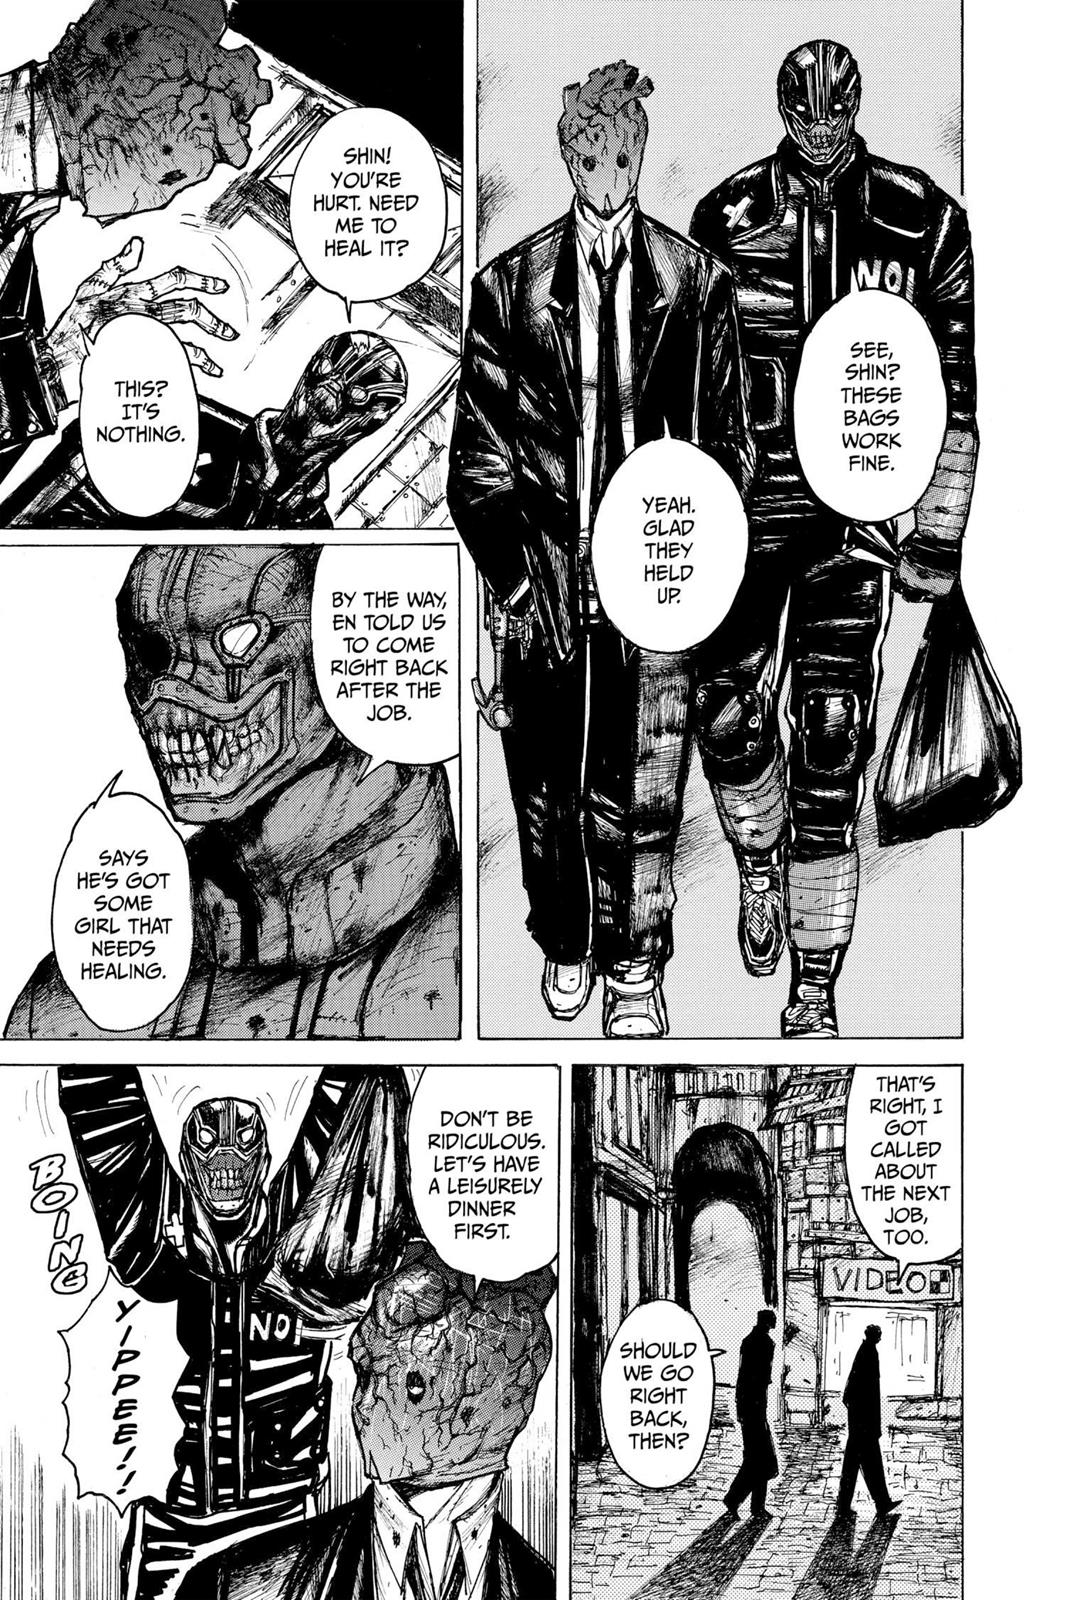 SEE,
SHIN?
THESE
BAGS
WORK
FINE.
NOI
YEAH.
GLAD
THEY
HELD
UP.
SHIN!
YOU'RE
HURT. NEED
ME TO
HEAL IT?
THIS?
IT'S
NOTHING.
BY THE WAY,
EN TOLD US
TO COME
RIGHT BACK
AFTER THE
JOB.
SAYS
HE'S GOT
SOME
GIRL THAT
NEEDS
HEALING.
THAT'S
RIGHT, I
GOT
CALLED
ABOUT
THE NEXT
JOB,
TOO.
VIDEO
SHOULD
WE GO
RIGHT
BACK,
THEN?
DON'T BE
RIDICULOUS.
LET'S HAVE
A LEISURELY
DINNER
FIRST.
BOING
NOI
YIPPEE!!